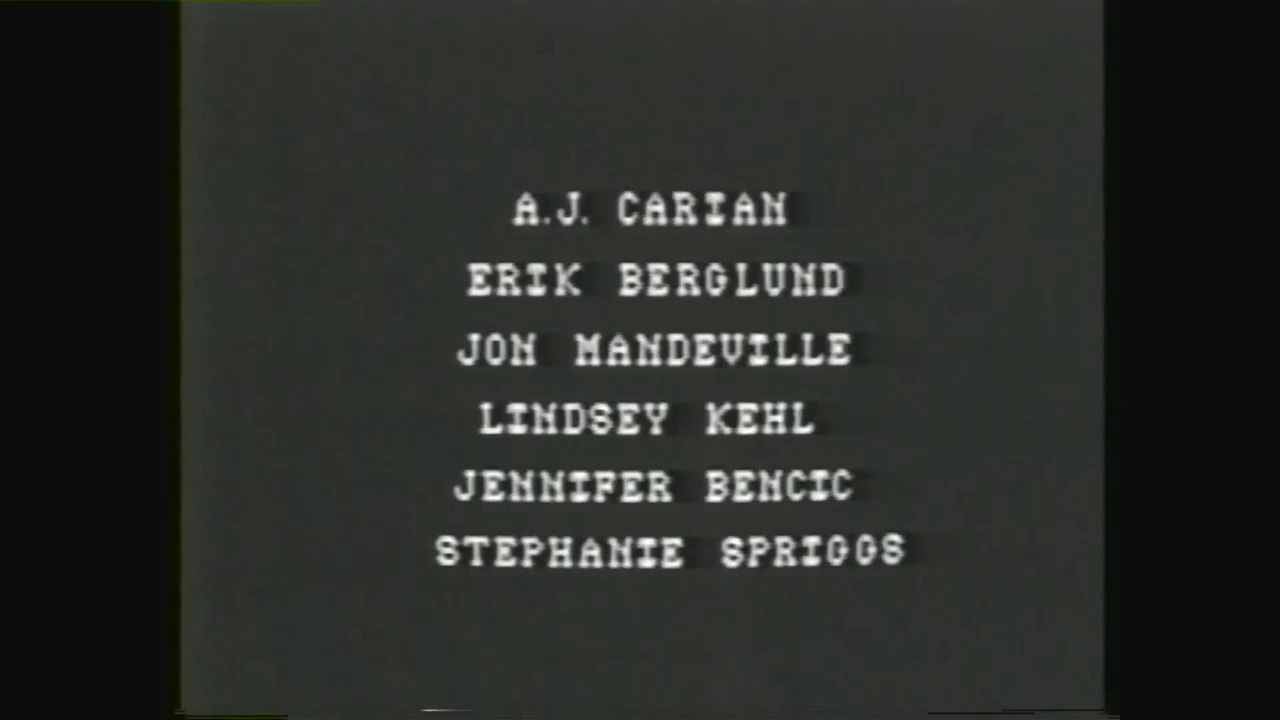 A.J. CARIAN
ERIK BERGLUND
JON MANDEVILLE
LINDSEY KEHL
JENNIFER BENCIC
STEPHANIE SPRIGGS